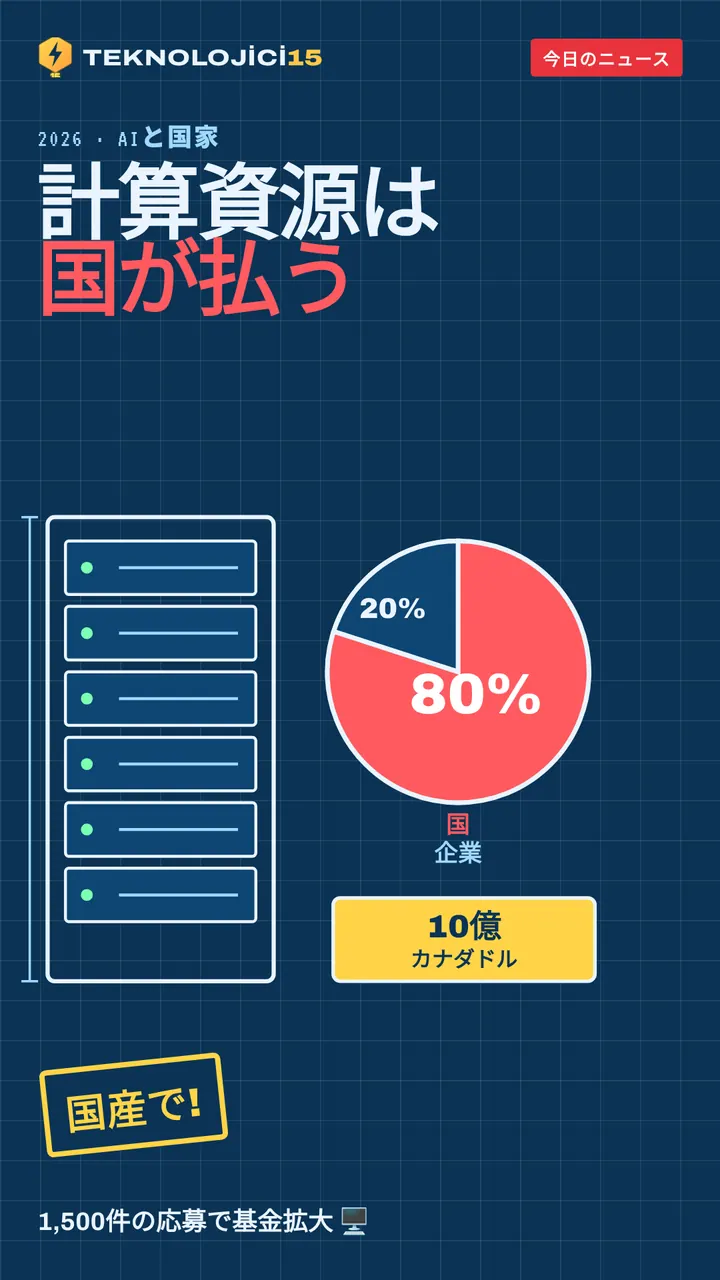 TEKNOLOJİCİ15
今日のニュース
2026 · AIと国家
計算資源は
国が払う
20%
80%
国
企業
10億
カナダドル
国産で!
1,500件の応募で基金拡大 🖥️